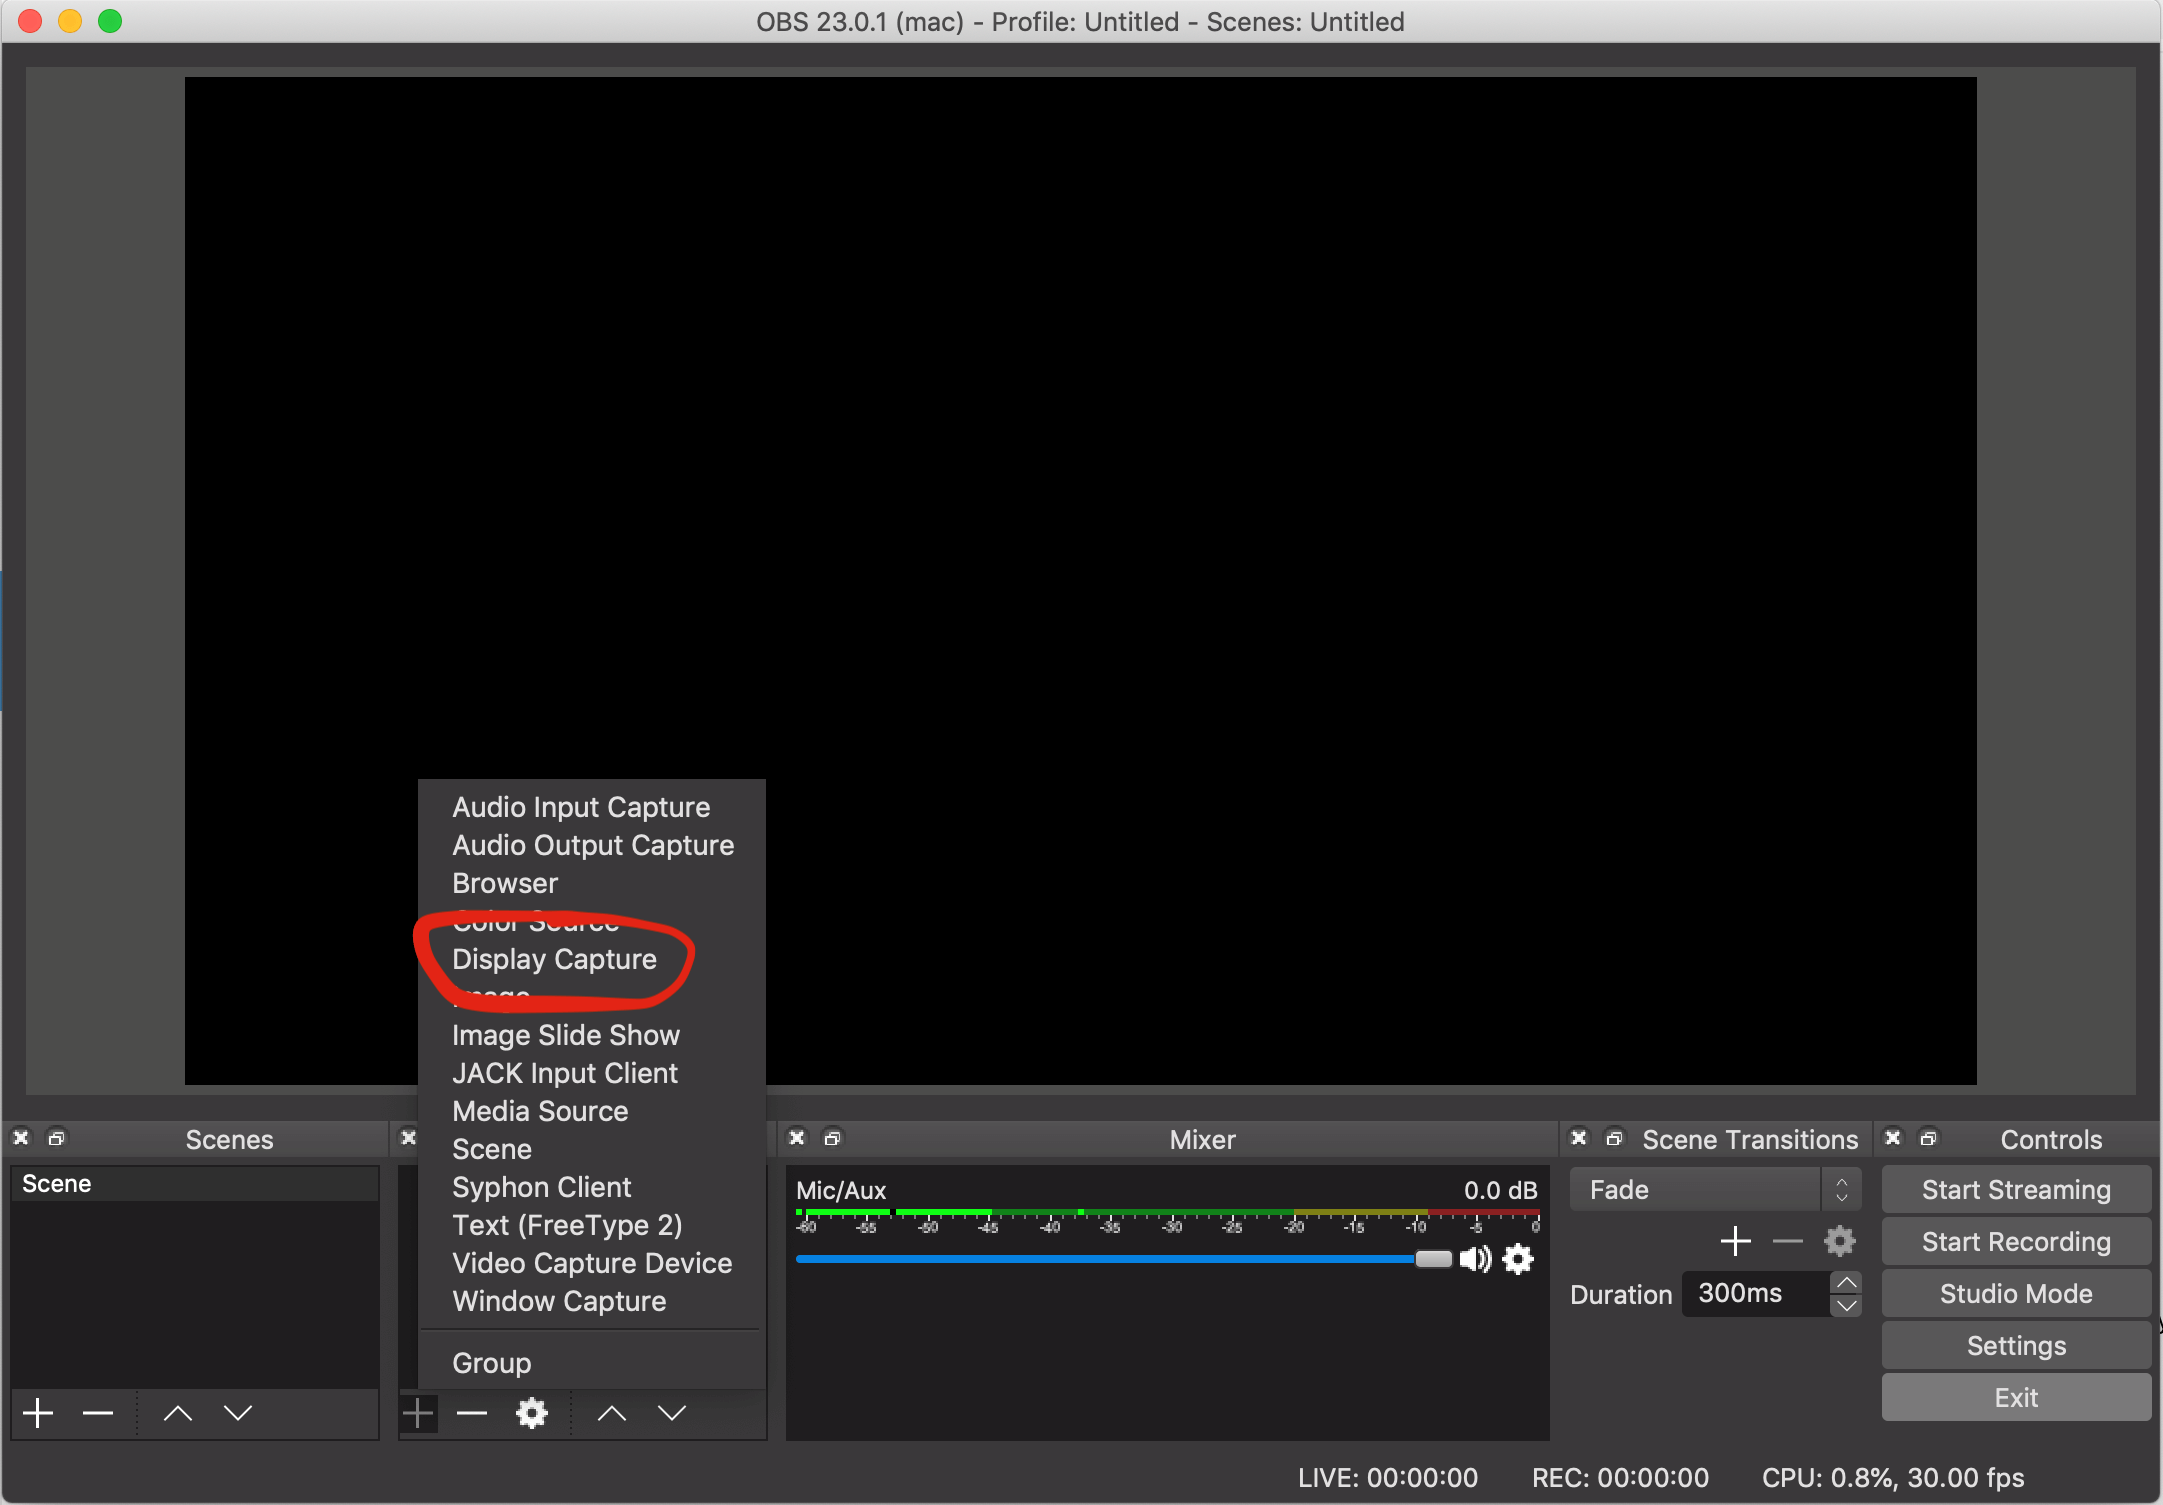 OBS 23.0.1 (mac) - Profile: Untitled - Scenes: Untitled
Audio Input Capture
Audio Output Capture
Browser
Color Source
Display Capture
Image
Image Slide Show
JACK Input Client
Media Source
Scene
Syphon Client
Text (FreeType 2)
Video Capture Device
Window Capture
Group
Scenes
Scene
Mixer
Mic/Aux 0.0 dB
-60 -55 -50 -45 -40 -35 -30 -25 -20 -15 -10 -5 0
Scene Transitions
Fade
Duration 300ms
Controls
Start Streaming
Start Recording
Studio Mode
Settings
Exit
LIVE: 00:00:00 REC: 00:00:00 CPU: 0.8%, 30.00 fps